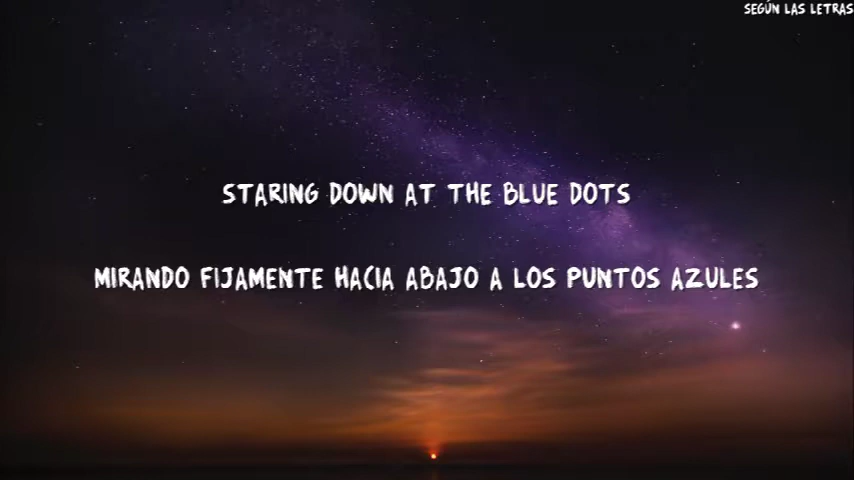 SEGÚN LAS LETRAS
STARING DOWN AT THE BLUE DOTS
MIRANDO FIJAMENTE HACIA ABAJO A LOS PUNTOS AZULES